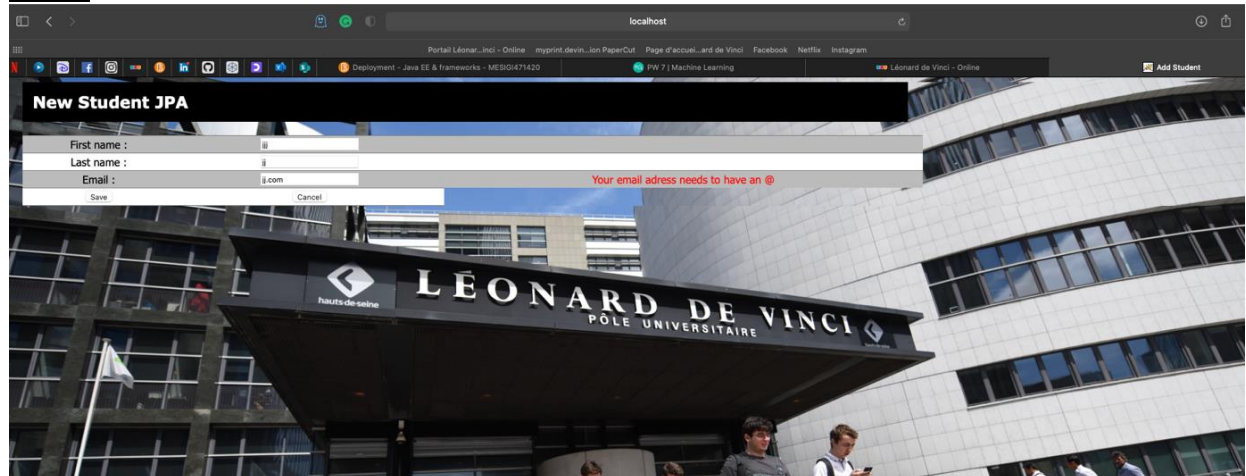 localhost
Portail Léonar...inci - Online myprint.devin...ion PaperCut Page d'accuei...ard de Vinci Facebook Netflix Instagram
Deployment - Java EE & frameworks - MESIGI471420 PW 7 | Machine Learning Léonard de Vinci - Online Add Student
New Student JPA
First name :
Last name :
Email : jj.com Your email adress needs to have an @
Save Cancel
LÉONARD DE VINCI
PÔLE UNIVERSITAIRE
hauts-de-seine